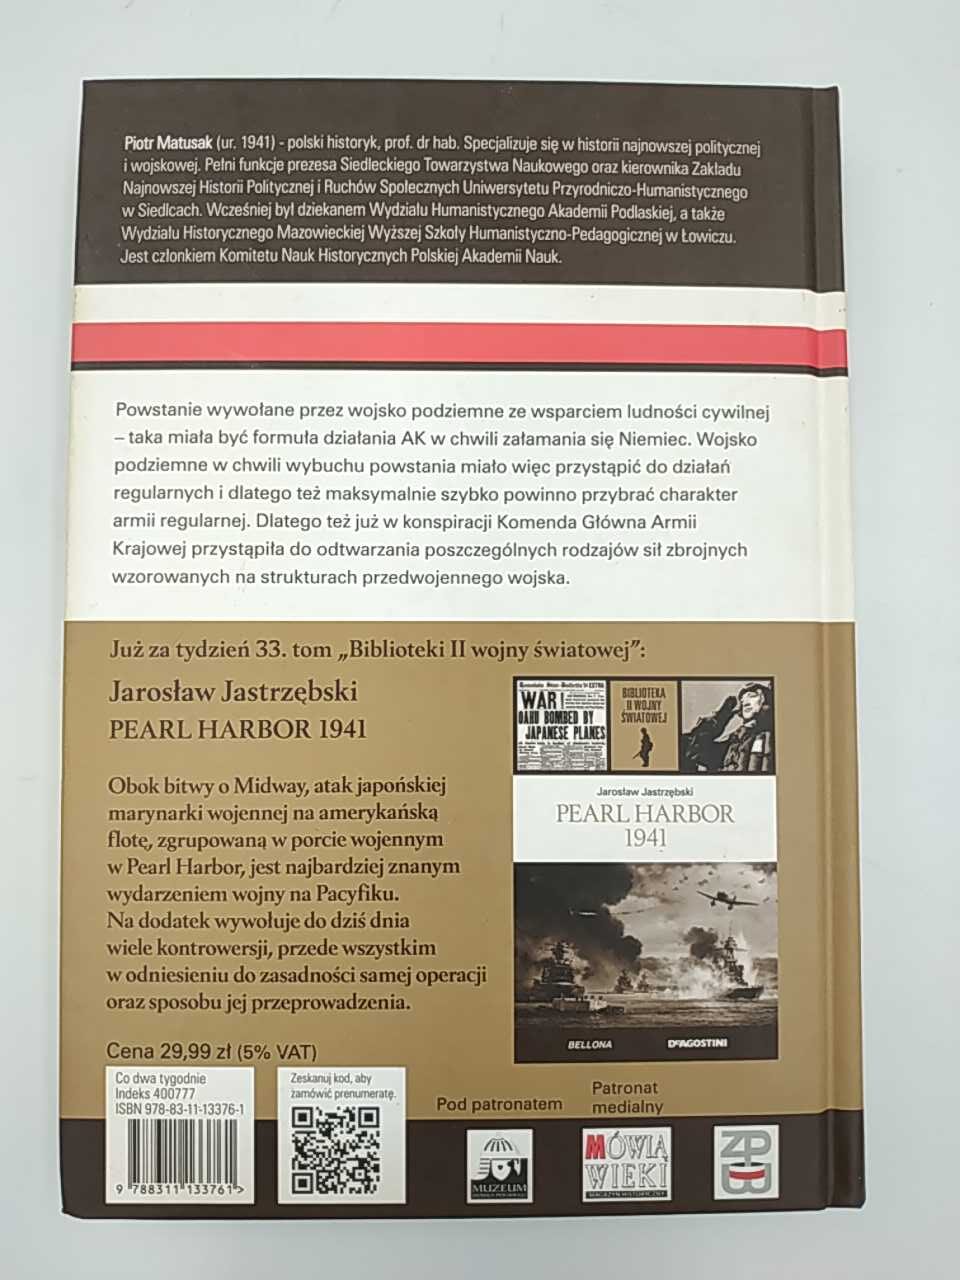 Piotr Matusak (ur. 1941) - polski historyk, prof. dr hab. Specjalizuje się w historii najnowszej politycznej
i wojskowej. Pełni funkcje prezesa Siedleckiego Towarzystwa Naukowego oraz kierownika Zakładu
Najnowszej Historii Politycznej i Ruchów Społecznych Uniwersytetu Przyrodniczo-Humanistycznego
w Siedlcach. Wcześniej był dziekanem Wydziału Humanistycznego Akademii Podlaskiej, a także
Wydziału Historycznego Mazowieckiej Wyższej Szkoły Humanistyczno-Pedagogicznej w Łowiczu.
Jest członkiem Komitetu Nauk Historycznych Polskiej Akademii Nauk.
Powstanie wywołane przez wojsko podziemne ze wsparciem ludności cywilnej
– taka miała być formuła działania AK w chwili załamania się Niemiec. Wojsko
podziemne w chwili wybuchu powstania miało więc przystąpić do działań
regularnych i dlatego też maksymalnie szybko powinno przybrać charakter
armii regularnej. Dlatego też już w konspiracji Komenda Główna Armii
Krajowej przystąpiła do odtwarzania poszczególnych rodzajów sił zbrojnych
wzorowanych na strukturach przedwojennego wojska.
Już za tydzień 33. tom „Biblioteki II wojny światowej”:
Jarosław Jastrzębski
PEARL HARBOR 1941
Obok bitwy o Midway, atak japońskiej
marynarki wojennej na amerykańską
flotę, zgrupowaną w porcie wojennym
w Pearl Harbor, jest najbardziej znanym
wydarzeniem wojny na Pacyfiku.
Na dodatek wywołuje do dziś dnia
wiele kontrowersji, przede wszystkim
w odniesieniu do zasadności samej operacji
oraz sposobu jej przeprowadzenia.
WAR!
OAHU BOMBED BY
JAPANESE PLANES
BIBLIOTEKA
II WOJNY
ŚWIATOWEJ
Jarosław Jastrzębski
PEARL HARBOR
1941
BELLONA
DeAGOSTINI
Cena 29,99 zł (5% VAT)
Co dwa tygodnie
Indeks 400777
ISBN 978-83-11-13376-1
9 788311 133761 >
Zeskanuj kod, aby
zamówić prenumeratę.
Pod patronatem
Patronat
medialny
MUZEUM
MÓWIĄ
WIEKI
MAGAZYN HISTORYCZNY